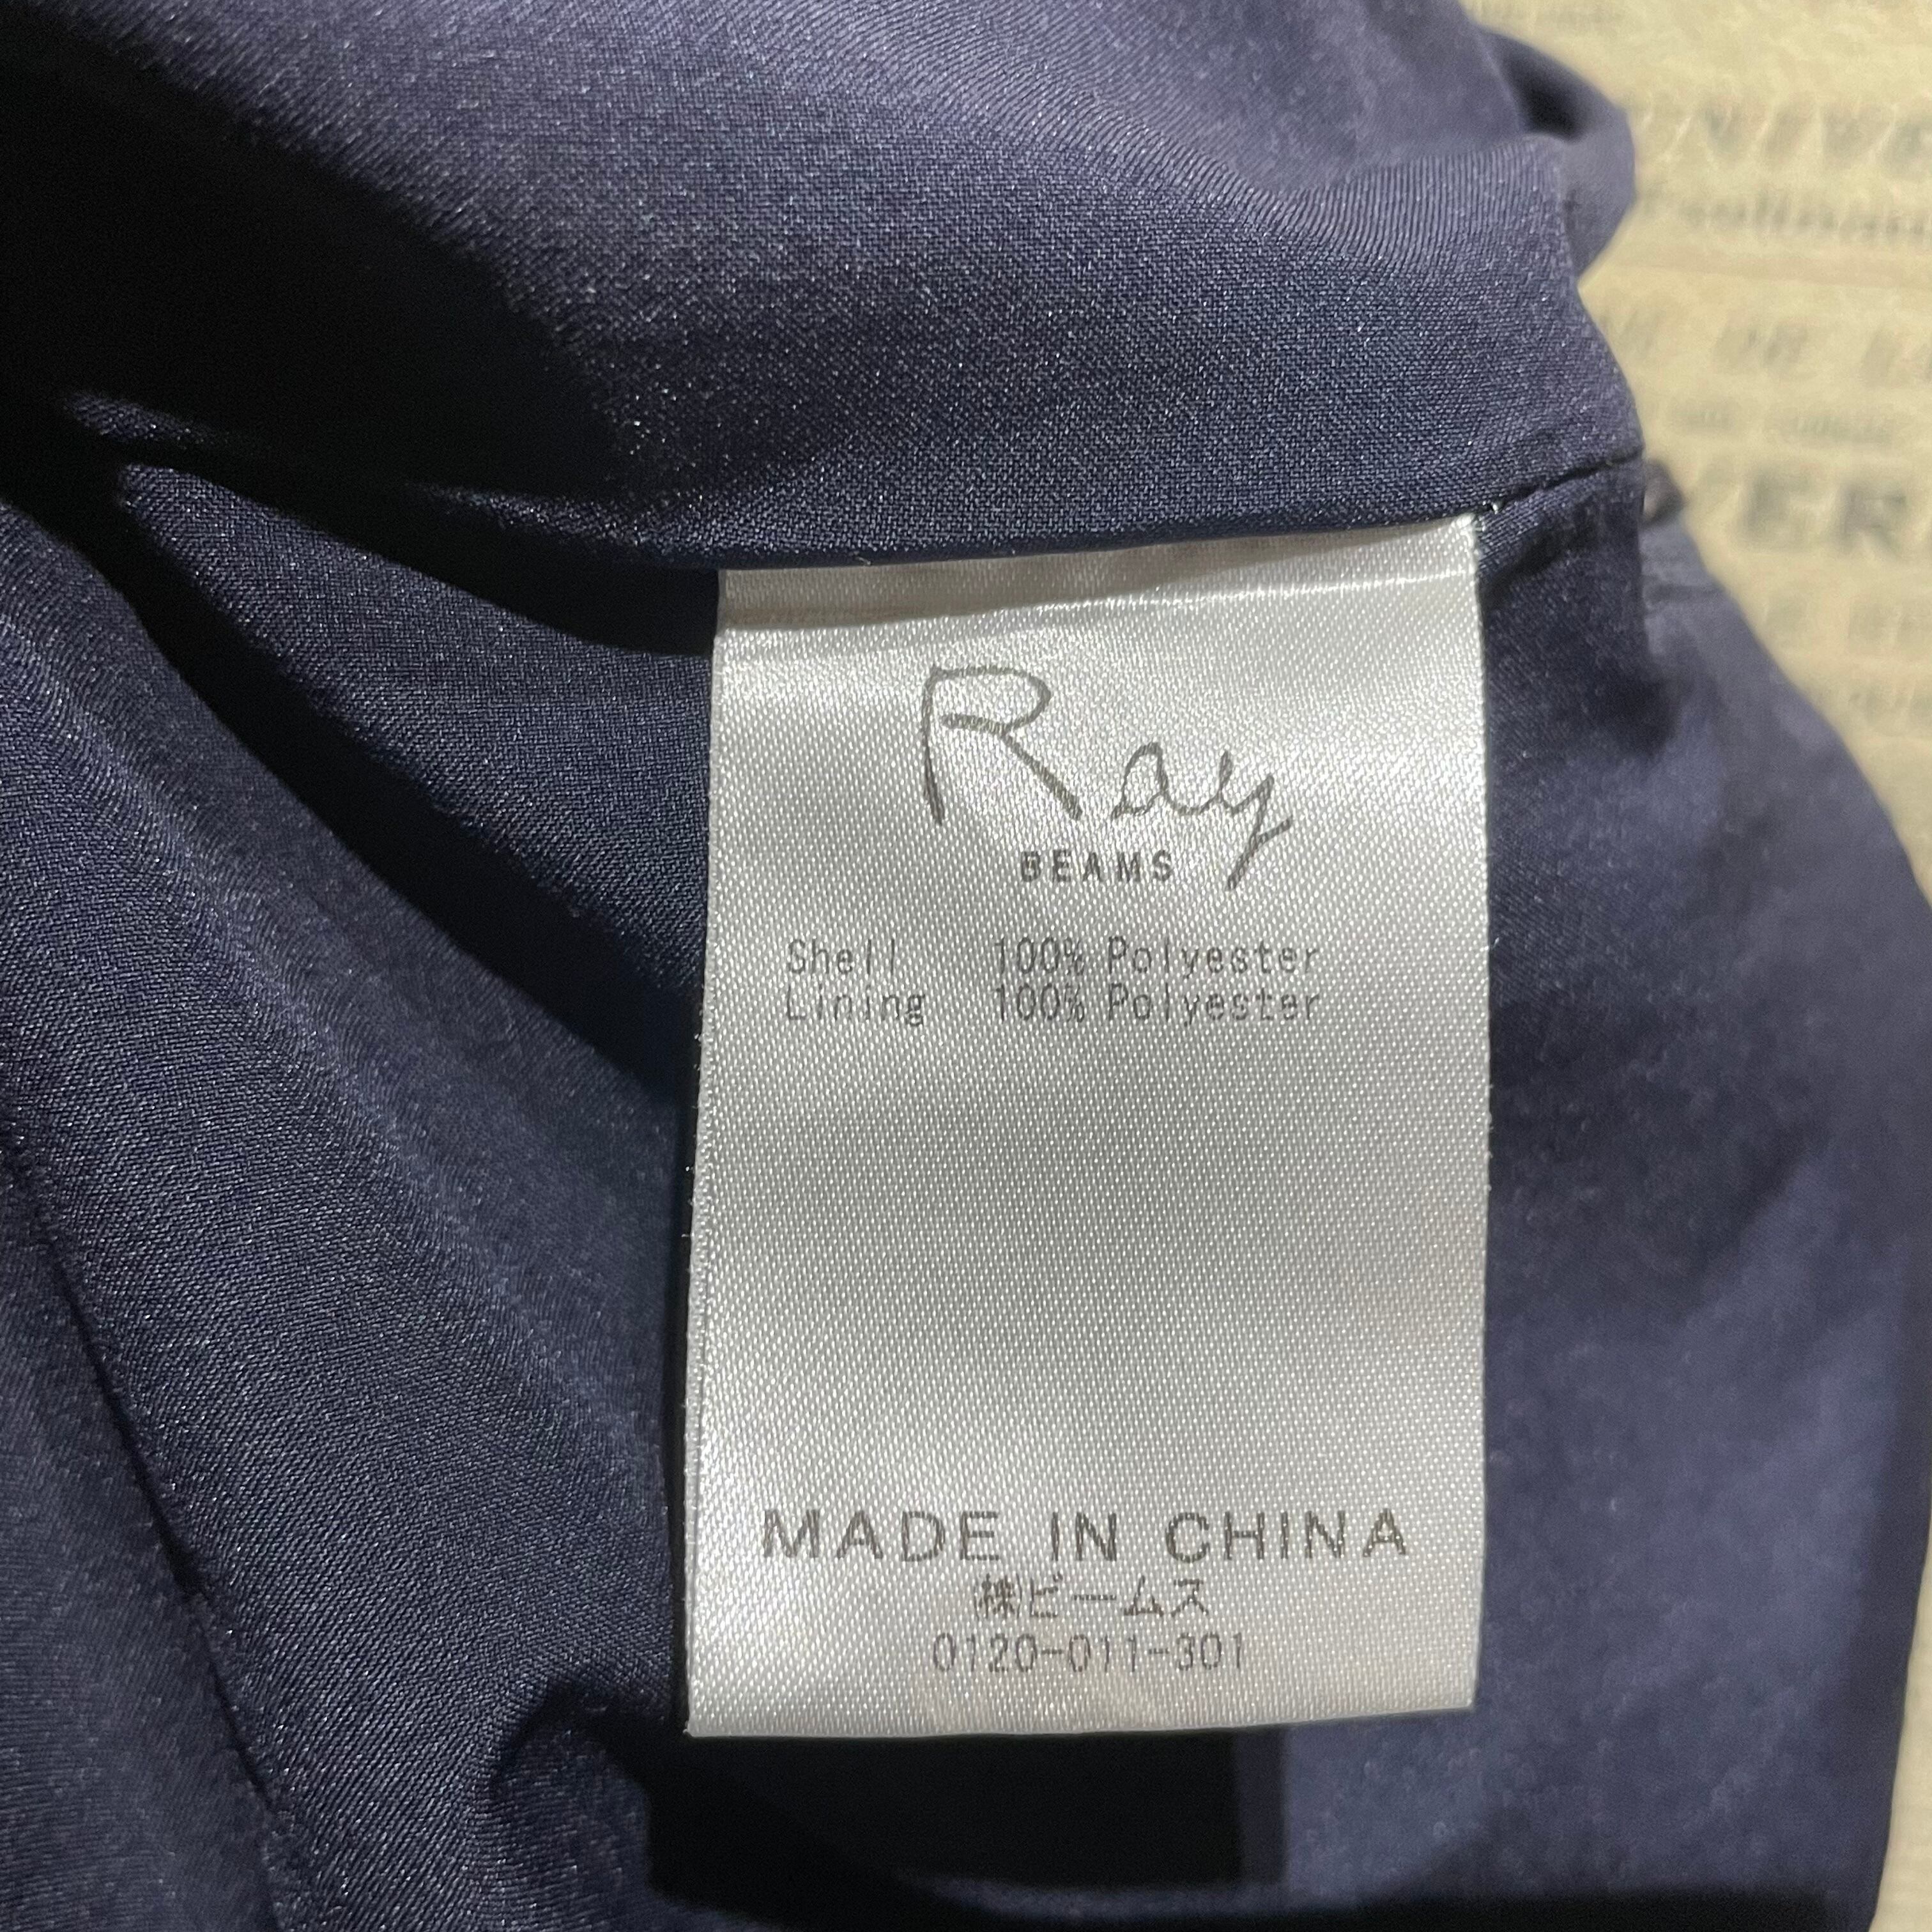 Ray
BEAMS
Shell 100% Polyester
Lining 100% Polyester
MADE IN CHINA
㈱ビームス
0120-011-301